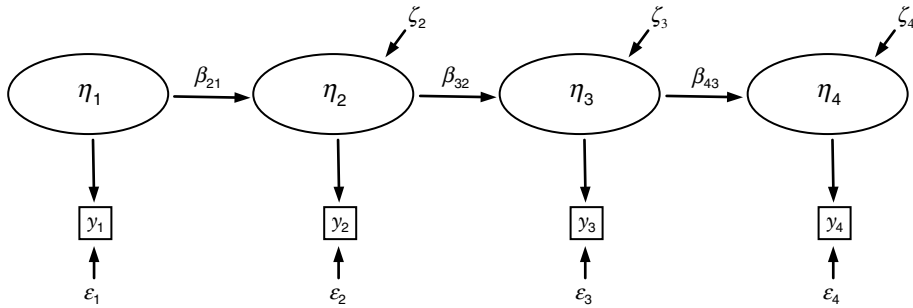 ζ₂ ζ₃ ζ₄
η₁ β₂₁ η₂ β₃₂ η₃ β₄₃ η₄
y₁ y₂ y₃ y₄
ε₁ ε₂ ε₃ ε₄